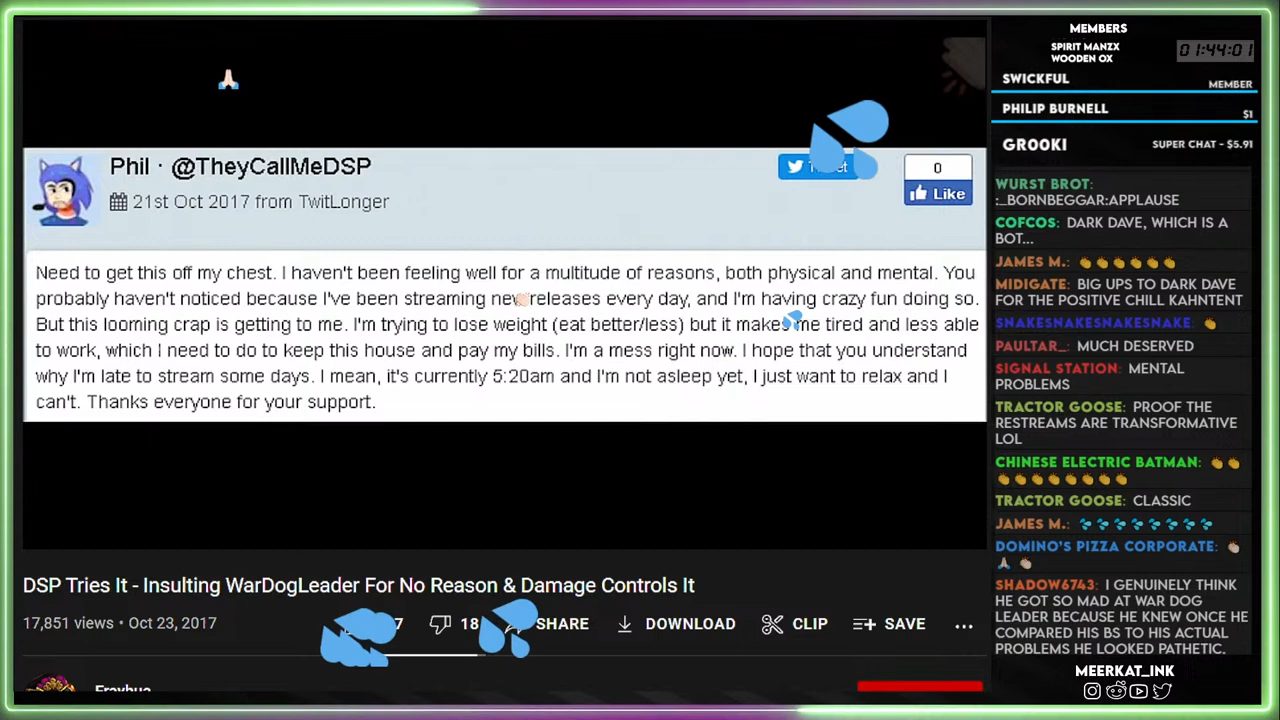 Phil · @TheyCallMeDSP
21st Oct 2017 from TwitLonger
0
Like
Need to get this off my chest. I haven't been feeling well for a multitude of reasons, both physical and mental. You
probably haven't noticed because I've been streaming new releases every day, and I'm having crazy fun doing so.
But this looming crap is getting to me. I'm trying to lose weight (eat better/less) but it makes me tired and less able
to work, which I need to do to keep this house and pay my bills. I'm a mess right now. I hope that you understand
why I'm late to stream some days. I mean, it's currently 5:20am and I'm not asleep yet, I just want to relax and I
can't. Thanks everyone for your support.
DSP Tries It - Insulting WarDogLeader For No Reason & Damage Controls It
17,851 views • Oct 23, 2017
SHARE
DOWNLOAD
CLIP
SAVE
MEMBERS
SPIRIT MANZX
WOODEN OX
01:44:01
SWICKFUL MEMBER
PHILIP BURNELL $1
GROOKI SUPER CHAT - $5.91
WURST BROT:
:_BORNBEGGAR:APPLAUSE
COFCOS: DARK DAVE, WHICH IS A
BOT...
JAMES M.: 👏👏👏👏👏👏
MIDIGATE: BIG UPS TO DARK DAVE
FOR THE POSITIVE CHILL KAHNTENT
SNAKESNAKESNAKESNAKE: 👏
PAULTAR_: MUCH DESERVED
SIGNAL STATION: MENTAL
PROBLEMS
TRACTOR GOOSE: PROOF THE
RESTREAMS ARE TRANSFORMATIVE
LOL
CHINESE ELECTRIC BATMAN: 👏👏
👏👏👏👏👏👏👏👏
TRACTOR GOOSE: CLASSIC
JAMES M.: 💦💦💦💦💦💦💦💦
DOMINO'S PIZZA CORPORATE: 👏🏻
🙏🏻 👏🏻
SHADOW6743: I GENUINELY THINK
HE GOT SO MAD AT WAR DOG
LEADER BECAUSE HE KNEW ONCE HE
COMPARED HIS BS TO HIS ACTUAL
PROBLEMS HE LOOKED PATHETIC.
MEERKAT_INK